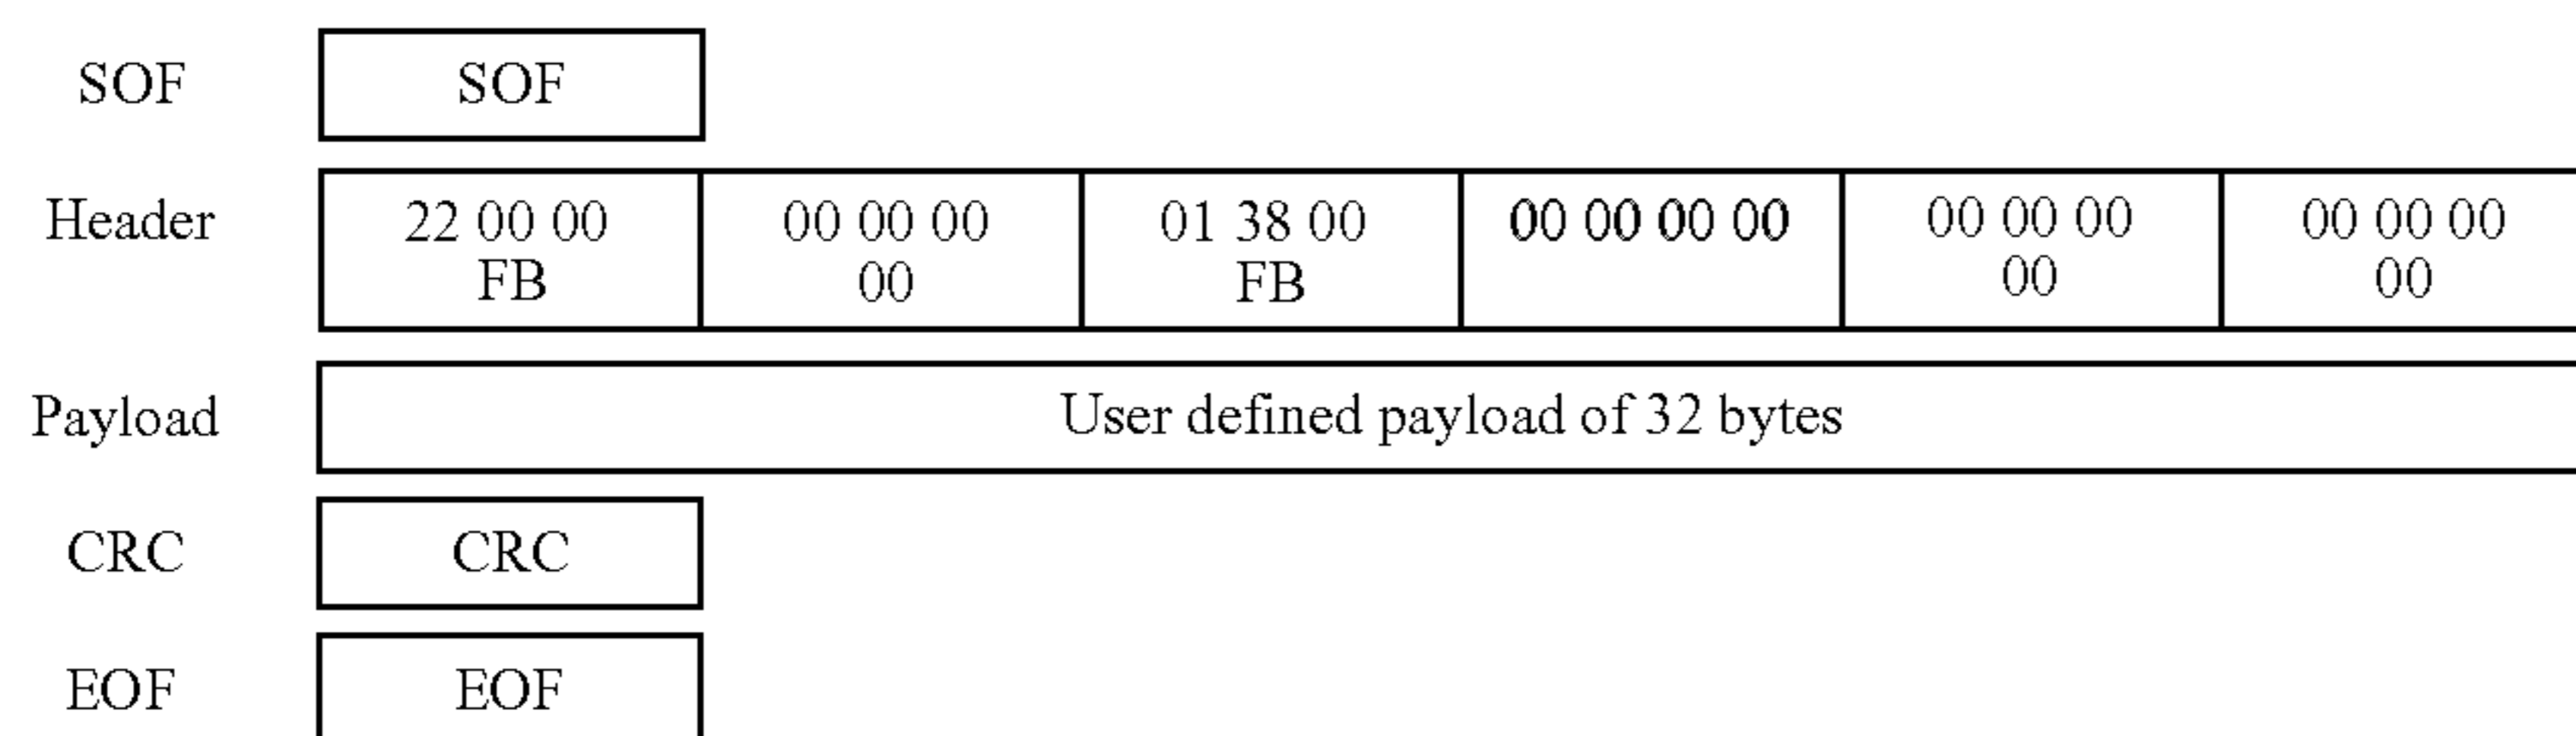 SOF SOF
Header 22 00 00 00 00 00 01 38 00 00 00 00 00 00 00 00 00 00 00
FB 00 FB 00 00
Payload User defined payload of 32 bytes
CRC CRC
EOF EOF